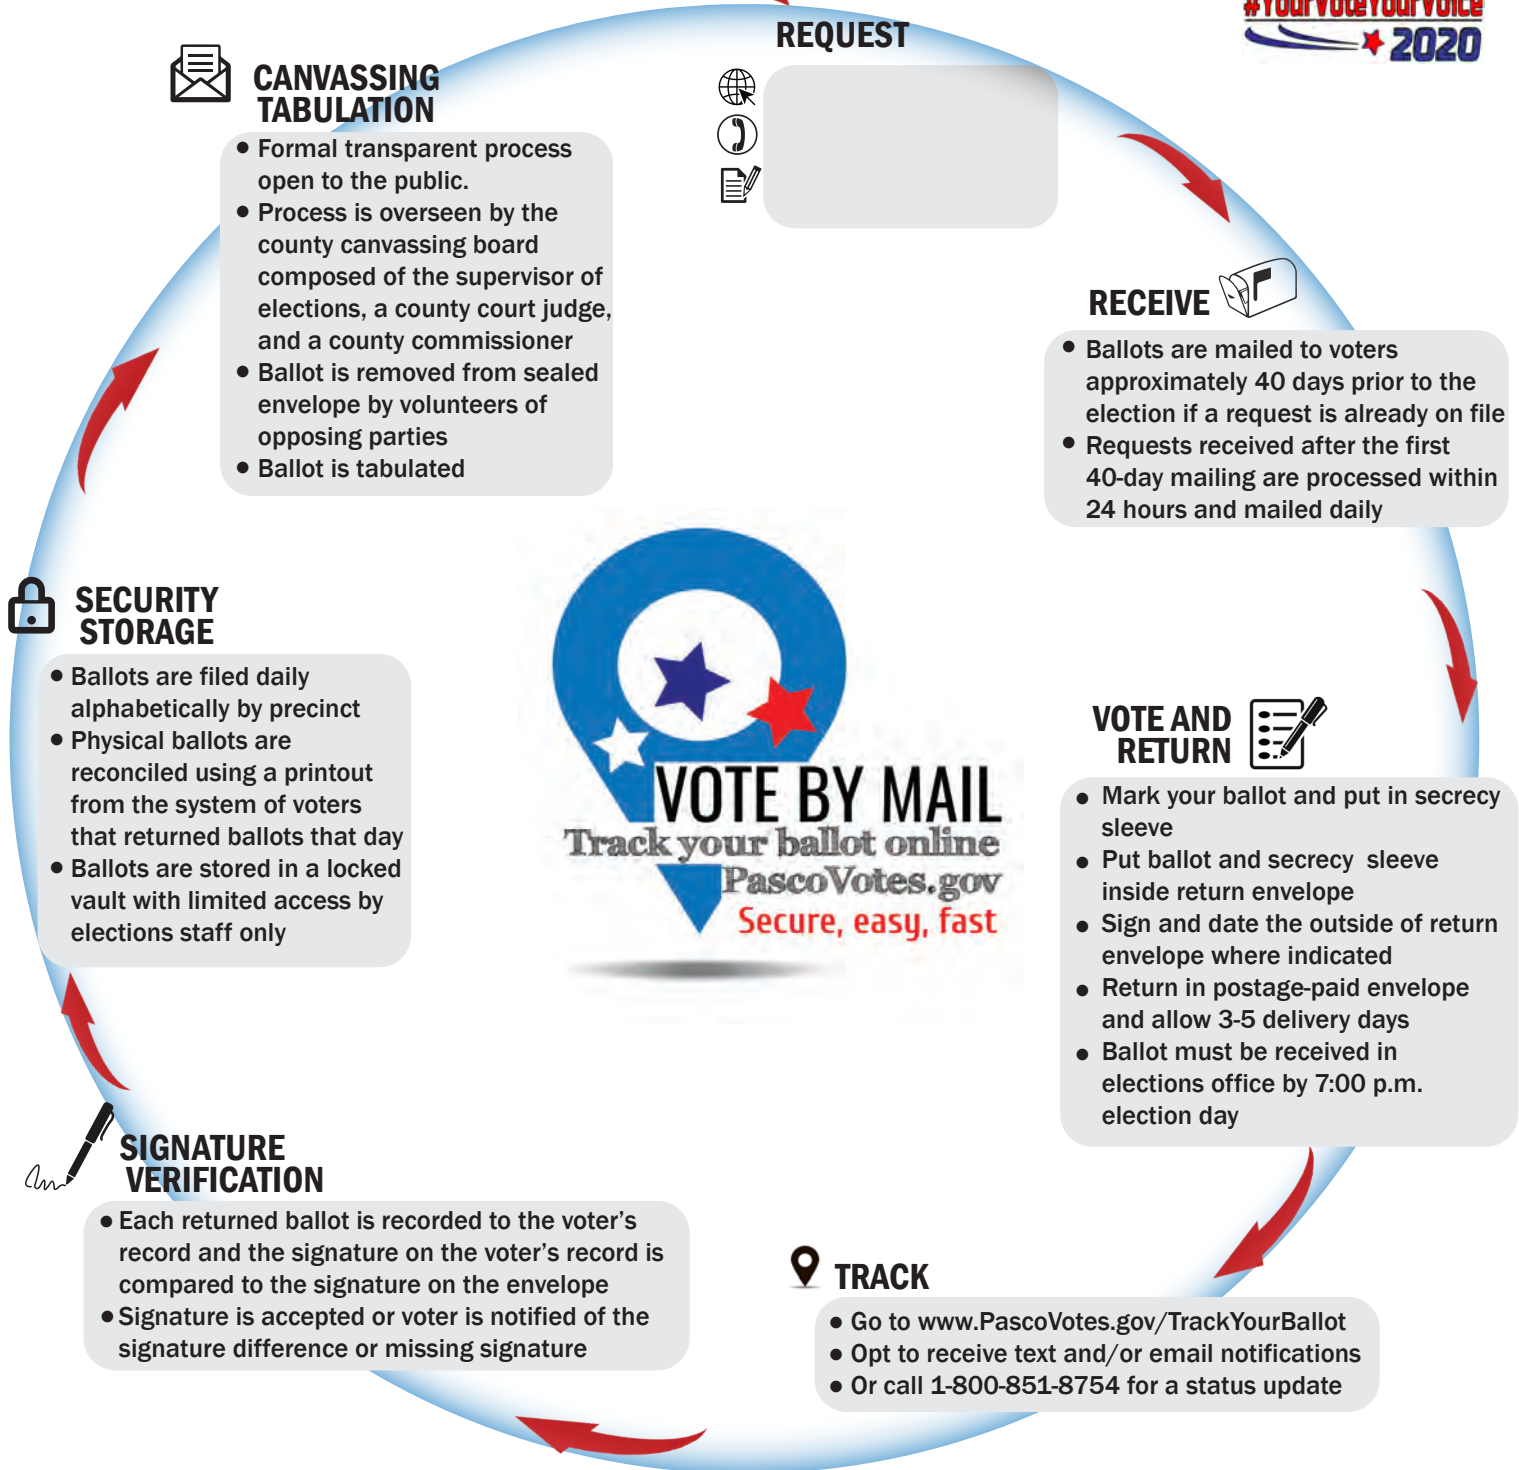 #YourVoteYourVoice
2020
REQUEST
RECEIVE
• Ballots are mailed to voters
approximately 40 days prior to the
election if a request is already on file
• Requests received after the first
40-day mailing are processed within
24 hours and mailed daily
VOTE AND
RETURN
• Mark your ballot and put in secrecy
sleeve
• Put ballot and secrecy sleeve
inside return envelope
• Sign and date the outside of return
envelope where indicated
• Return in postage-paid envelope
and allow 3-5 delivery days
• Ballot must be received in
elections office by 7:00 p.m.
election day
TRACK
• Go to www.PascoVotes.gov/TrackYourBallot
• Opt to receive text and/or email notifications
• Or call 1-800-851-8754 for a status update
SIGNATURE
VERIFICATION
• Each returned ballot is recorded to the voter’s
record and the signature on the voter’s record is
compared to the signature on the envelope
• Signature is accepted or voter is notified of the
signature difference or missing signature
SECURITY
STORAGE
• Ballots are filed daily
alphabetically by precinct
• Physical ballots are
reconciled using a printout
from the system of voters
that returned ballots that day
• Ballots are stored in a locked
vault with limited access by
elections staff only
CANVASSING
TABULATION
• Formal transparent process
open to the public.
• Process is overseen by the
county canvassing board
composed of the supervisor of
elections, a county court judge,
and a county commissioner
• Ballot is removed from sealed
envelope by volunteers of
opposing parties
• Ballot is tabulated
VOTE BY MAIL
Track your ballot online
PascoVotes.gov
Secure, easy, fast